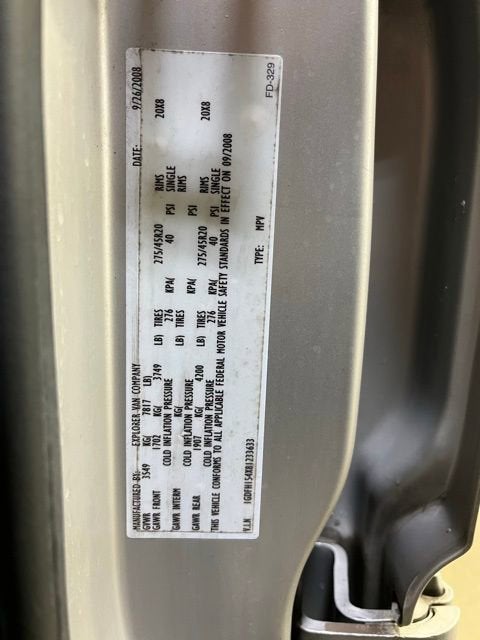 MANUFACTURED BY: EXPLORER VAN COMPANY DATE: 9/26/2008
GVWR 3549 KG( 7817 LB)
GAWR FRONT 1702 KG( 3749 LB) TIRES 275/45R20 RIMS 20X8
COLD INFLATION PRESSURE 276 KPA( 40 PSI SINGLE
GAWR INTERM KG( LB) TIRES RIMS
COLD INFLATION PRESSURE KPA( PSI
GAWR REAR 1907 KG( 4200 LB) TIRES 275/45R20 RIMS 20X8
COLD INFLATION PRESSURE 276 KPA( 40 PSI SINGLE
THIS VEHICLE CONFORMS TO ALL APPLICABLE FEDERAL MOTOR VEHICLE SAFETY STANDARDS IN EFFECT ON 09/2008
TYPE: MPV
V.I.N 1GDFH154X81233633
FD-329